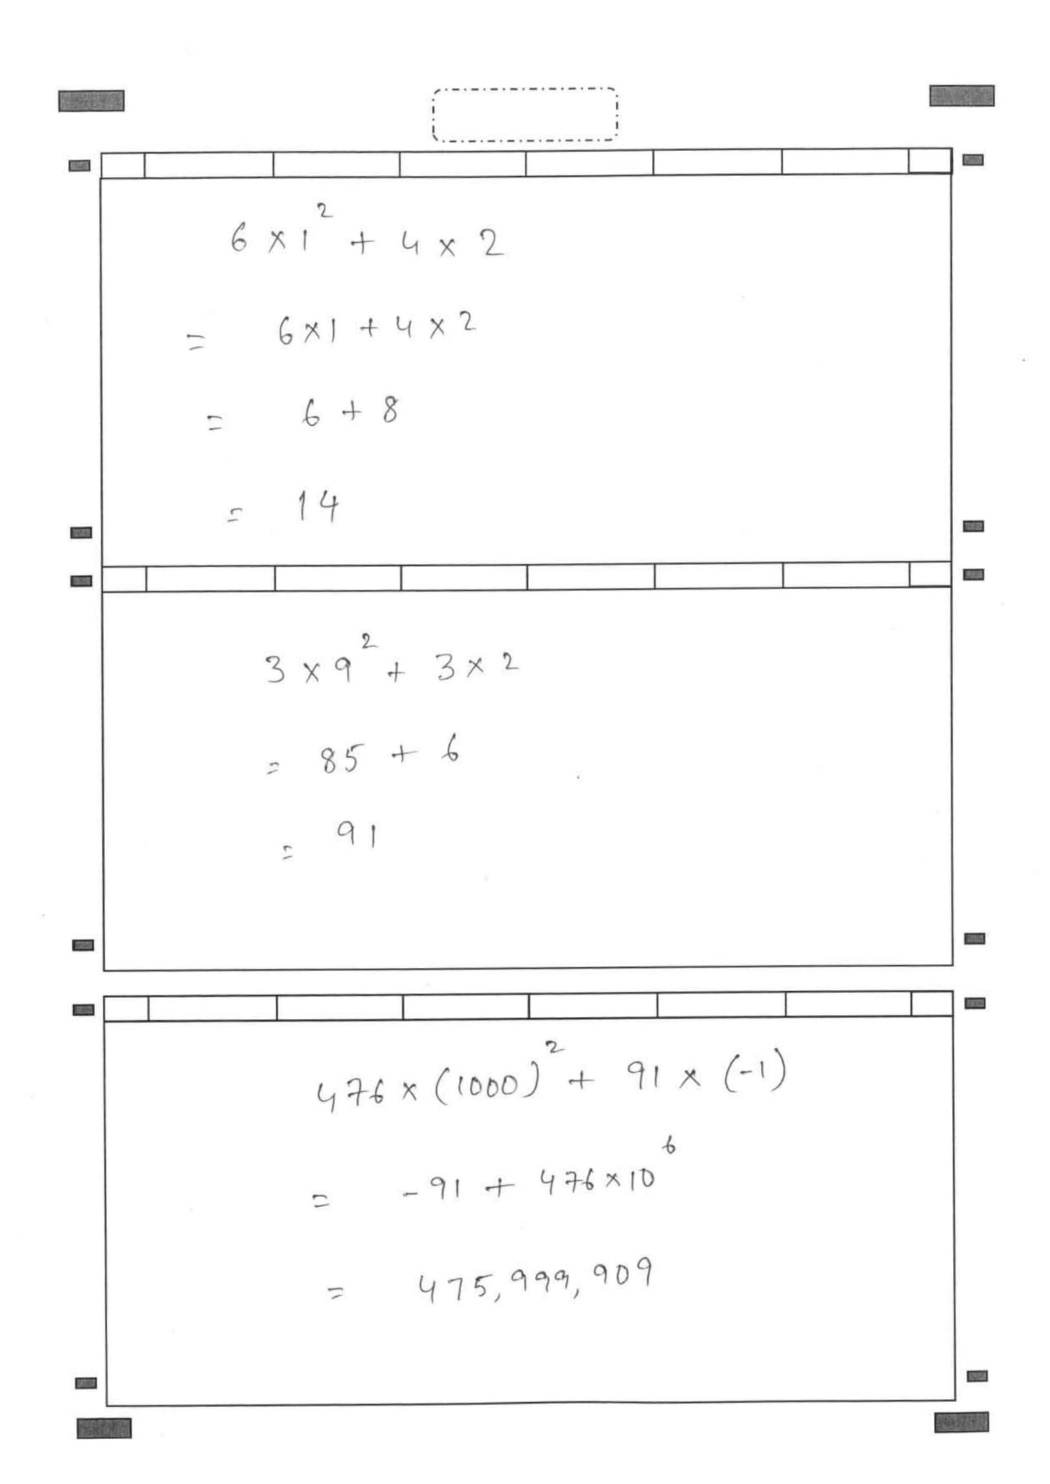 6 × 1² + 4 × 2
= 6×1 + 4 × 2
= 6 + 8
= 14
3 × 9² + 3 × 2
= 85 + 6
= 91
476 × (1000)² + 91 × (-1)
= -91 + 476 × 10⁶
= 475,999,909